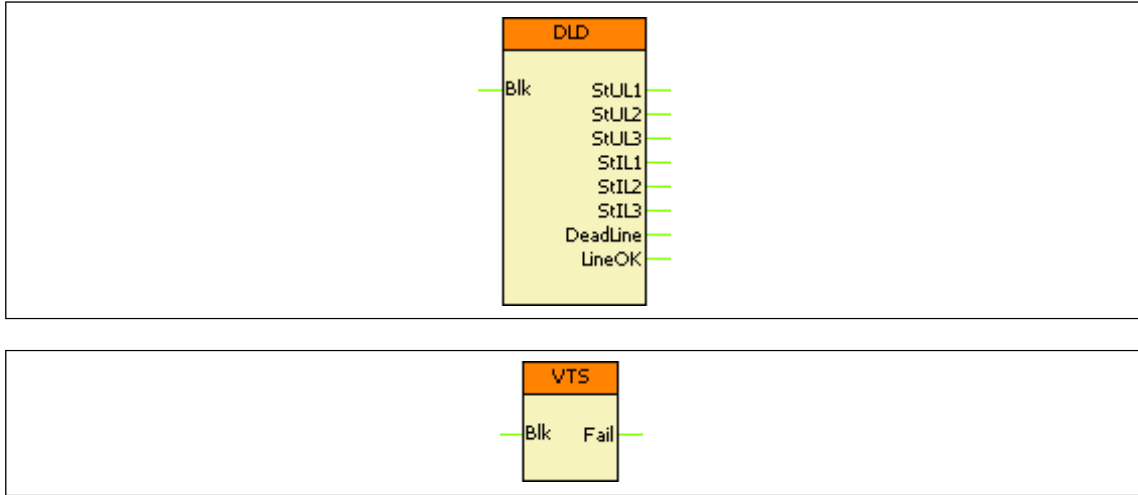 DLD
Blk StUL1
StUL2
StUL3
StIL1
StIL2
StIL3
DeadLine
LineOK
VTS
Blk Fail